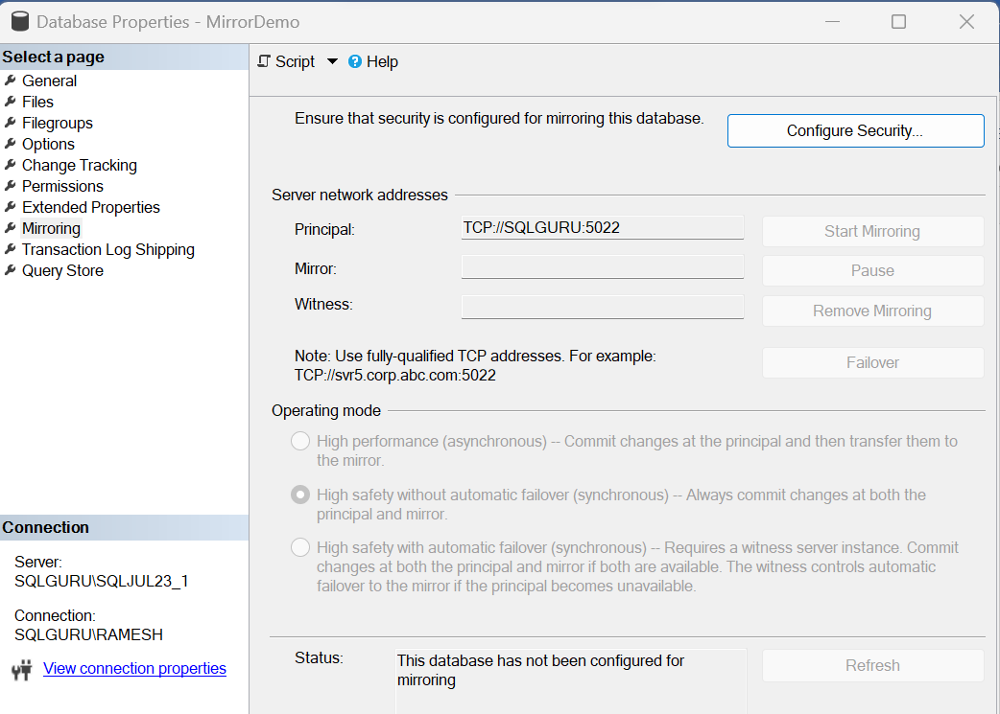 Database Properties - MirrorDemo
Select a page
General
Files
Filegroups
Options
Change Tracking
Permissions
Extended Properties
Mirroring
Transaction Log Shipping
Query Store
Connection
Server:
SQLGURU\SQLJUL23_1
Connection:
SQLGURU\RAMESH
View connection properties
Script
Help
Ensure that security is configured for mirroring this database.
Configure Security...
Server network addresses
Principal:
TCP://SQLGURU:5022
Start Mirroring
Mirror:
Pause
Witness:
Remove Mirroring
Note: Use fully-qualified TCP addresses. For example:
TCP://svr5.corp.abc.com:5022
Failover
Operating mode
High performance (asynchronous) -- Commit changes at the principal and then transfer them to
the mirror.
High safety without automatic failover (synchronous) -- Always commit changes at both the
principal and mirror.
High safety with automatic failover (synchronous) -- Requires a witness server instance. Commit
changes at both the principal and mirror if both are available. The witness controls automatic
failover to the mirror if the principal becomes unavailable.
Status:
This database has not been configured for
mirroring
Refresh